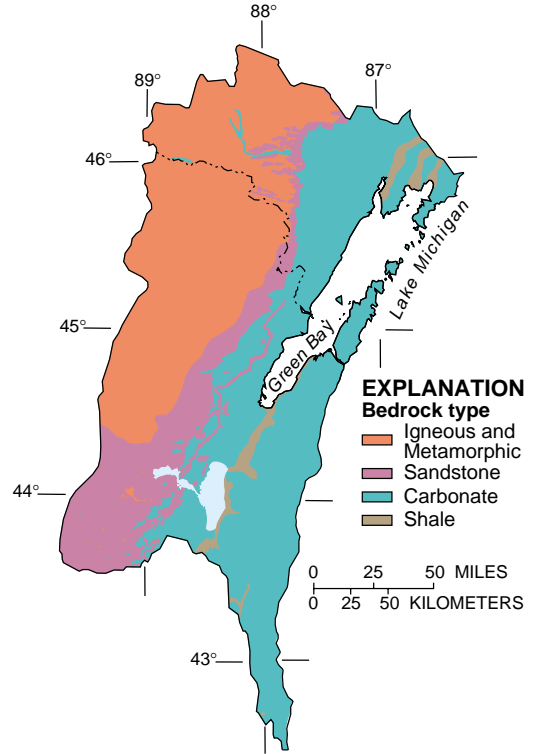 88°
89°
87°
46°
Lake Michigan
45°
Green Bay
EXPLANATION
Bedrock type
Igneous and
Metamorphic
Sandstone
Carbonate
Shale
44°
0 25 50 MILES
0 25 50 KILOMETERS
43°